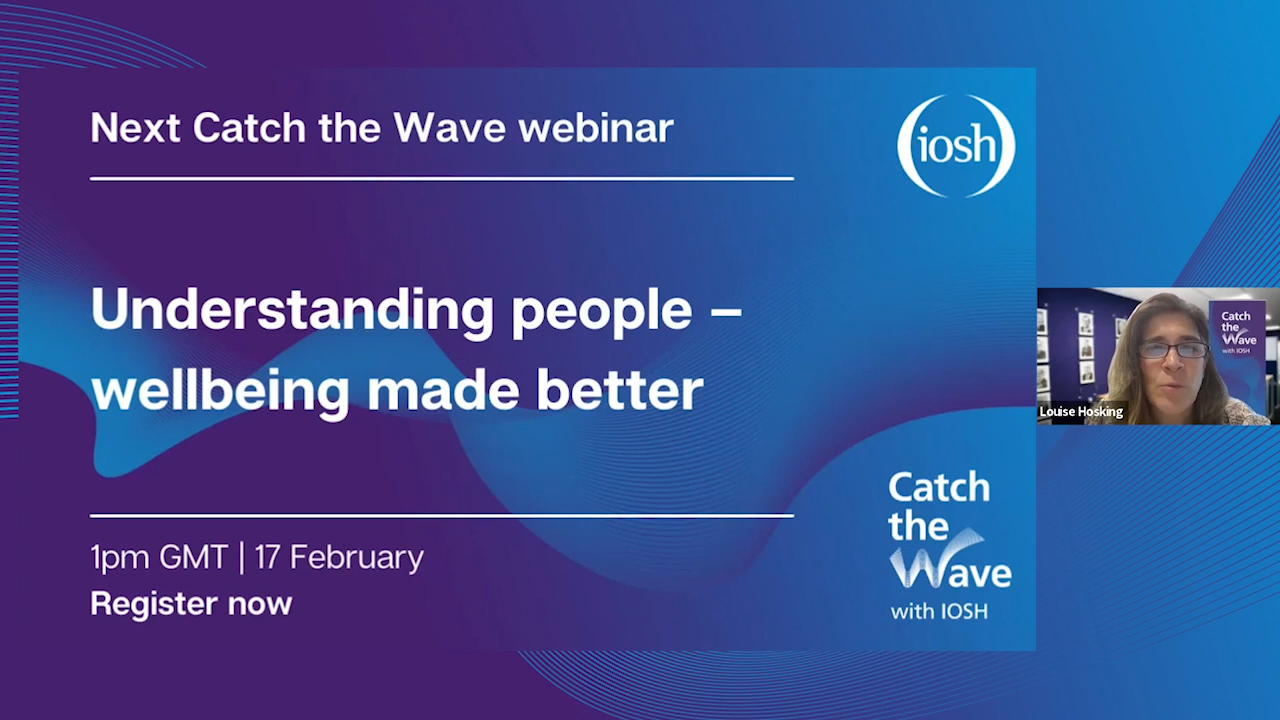 Next Catch the Wave webinar
iosh
Understanding people –
wellbeing made better
1pm GMT | 17 February
Register now
Catch
the
Wave
with IOSH
Catch
the
Wave
with IOSH
Louise Hosking